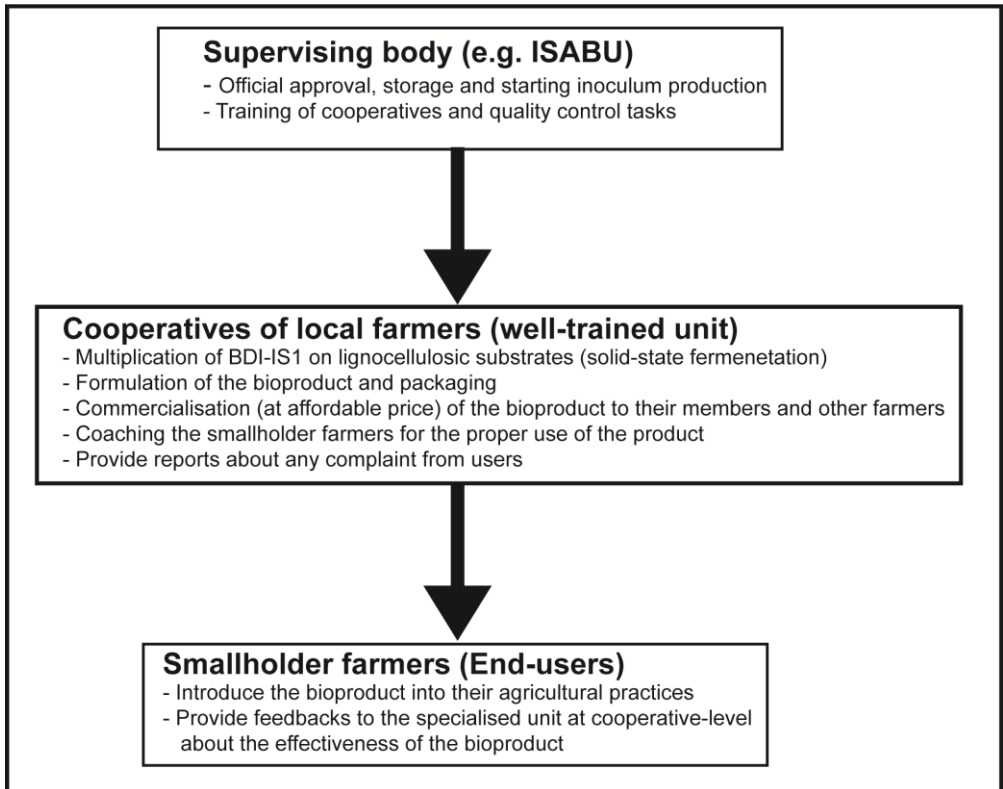 Supervising body (e.g. ISABU)
- Official approval, storage and starting inoculum production
- Training of cooperatives and quality control tasks
Cooperatives of local farmers (well-trained unit)
- Multiplication of BDI-IS1 on lignocellulosic substrates (solid-state fermenetation)
- Formulation of the bioproduct and packaging
- Commercialisation (at affordable price) of the bioproduct to their members and other farmers
- Coaching the smallholder farmers for the proper use of the product
- Provide reports about any complaint from users
Smallholder farmers (End-users)
- Introduce the bioproduct into their agricultural practices
- Provide feedbacks to the specialised unit at cooperative-level
about the effectiveness of the bioproduct